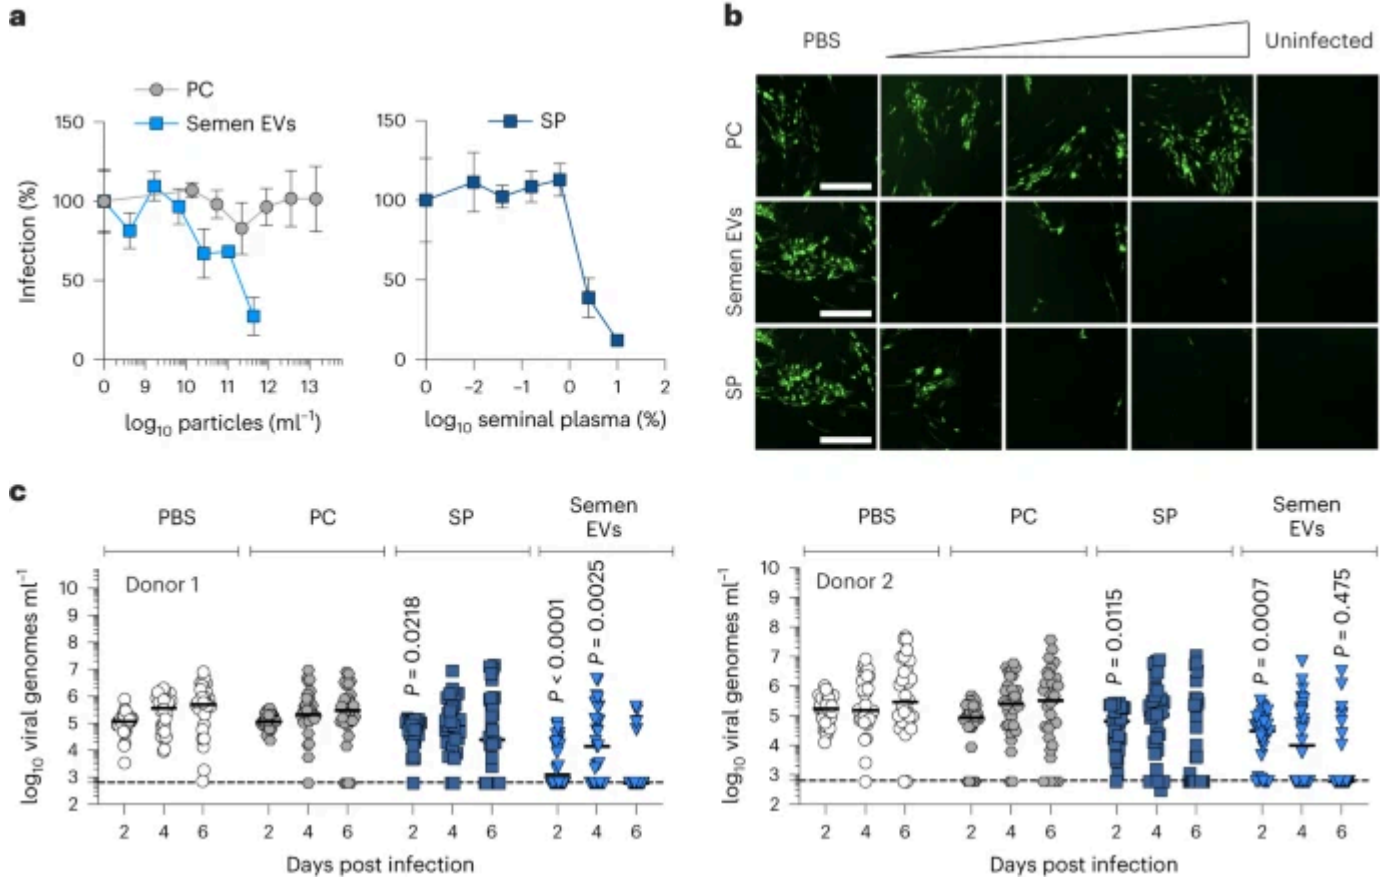 a
PC
Semen EVs
150
100
50
0
Infection (%)
0 9 10 11 12 13
log10 particles (ml−1)
SP
150
100
50
0
0 −2 −1 0 1 2
log10 seminal plasma (%)
b
PBS
Uninfected
PC
Semen EVs
SP
c
PBS
PC
SP
Semen
EVs
Donor 1
P = 0.0218
P < 0.0001
P = 0.0025
10
9
8
7
6
5
4
3
2
log10 viral genomes ml−1
2 4 6 2 4 6 2 4 6 2 4 6
Days post infection
PBS
PC
SP
Semen
EVs
Donor 2
P = 0.0115
P = 0.0007
P = 0.475
10
9
8
7
6
5
4
3
2
log10 viral genomes ml−1
2 4 6 2 4 6 2 4 6 2 4 6
Days post infection